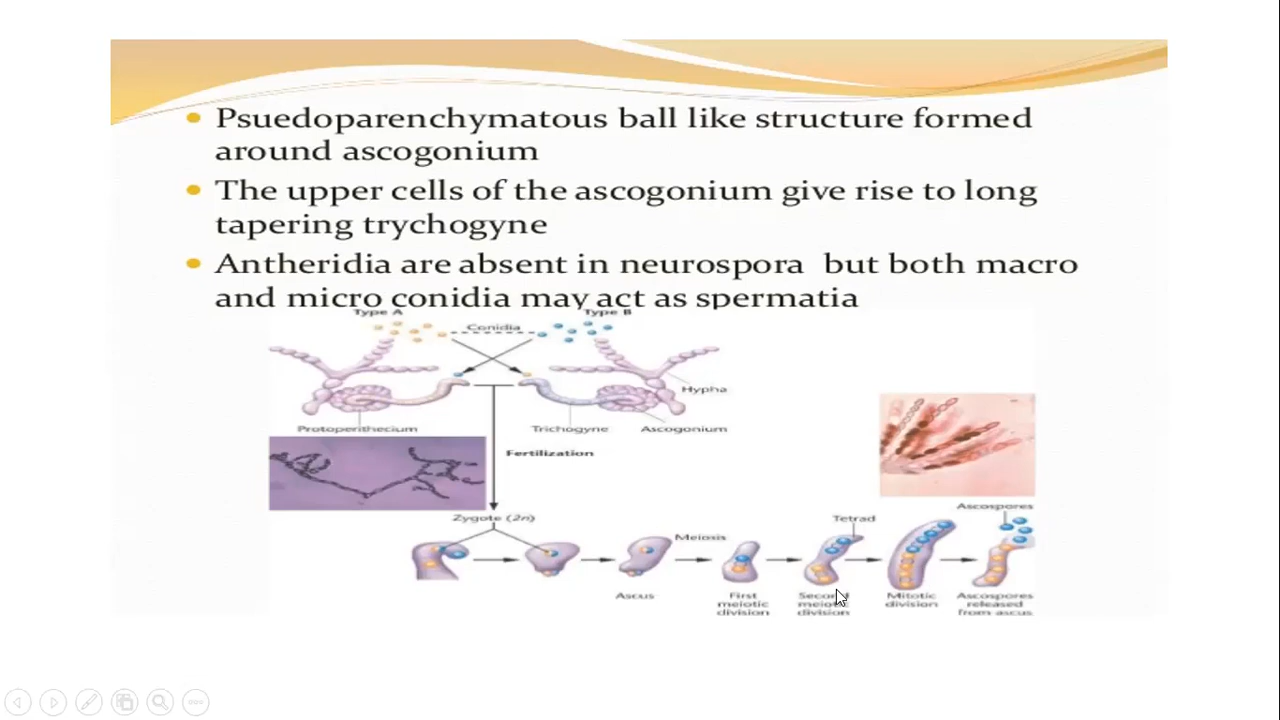 Psuedoparenchymatous ball like structure formed
around ascogonium
The upper cells of the ascogonium give rise to long
tapering trychogyne
Antheridia are absent in neurospora but both macro
and micro conidia may act as spermatia
Type A
Type B
Conidia
Hypha
Protoperithecium
Trichogyne
Ascogonium
Fertilization
Zygote (2n)
Meiosis
Tetrad
Ascospores
Ascus
First
meiotic
division
Second
meiotic
division
Mitotic
division
Ascospores
released
from ascus